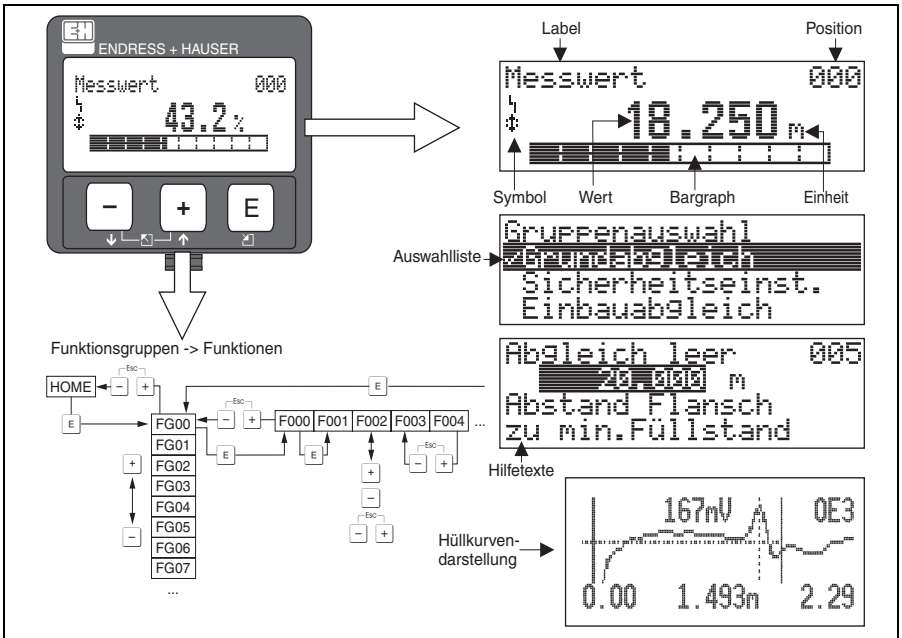 ENDRESS + HAUSER
Messwert 000
43.2 %
– + E
Label Position
Messwert 000
18.250 m
Symbol Wert Bargraph Einheit
Auswahlliste
Gruppenauswahl
Grundabgleich
Sicherheitseinst.
Einbauabgleich
Abgleich leer 005
20.000 m
Abstand Flansch
zu min.Füllstand
Hilfetexte
Hüllkurven-
darstellung
167mV 0E3
0.00 1.493m 2.29
Funktionsgruppen -> Funktionen
HOME
Esc
– +
E
FG00
FG01
FG02
FG03
FG04
FG05
FG06
FG07
...
+
–
E
Esc
– +
E
F000 F001 F002 F003 F004 ...
E
+
–
Esc
– +
Esc
– +